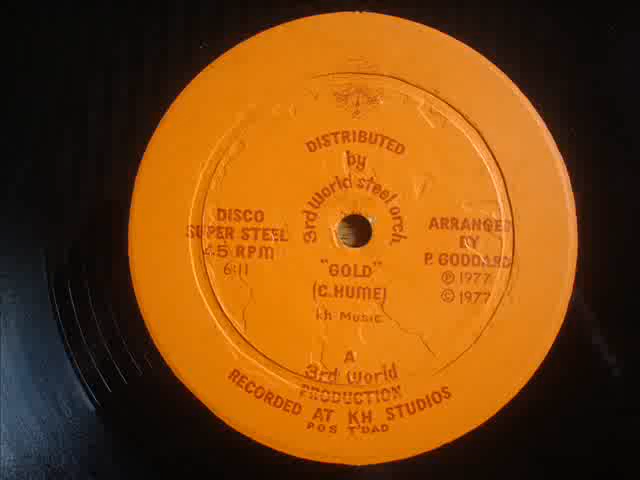 DISTRIBUTED
by
3rd world steel orch.
DISCO
SUPER STEEL
45 RPM
6:11
ARRANGED
BY
P. GODDARD
℗ 1977
© 1977
"GOLD"
(C. HUME)
kh Music
A
3rd world
PRODUCTION
RECORDED AT KH STUDIOS
P.O.S T'DAD